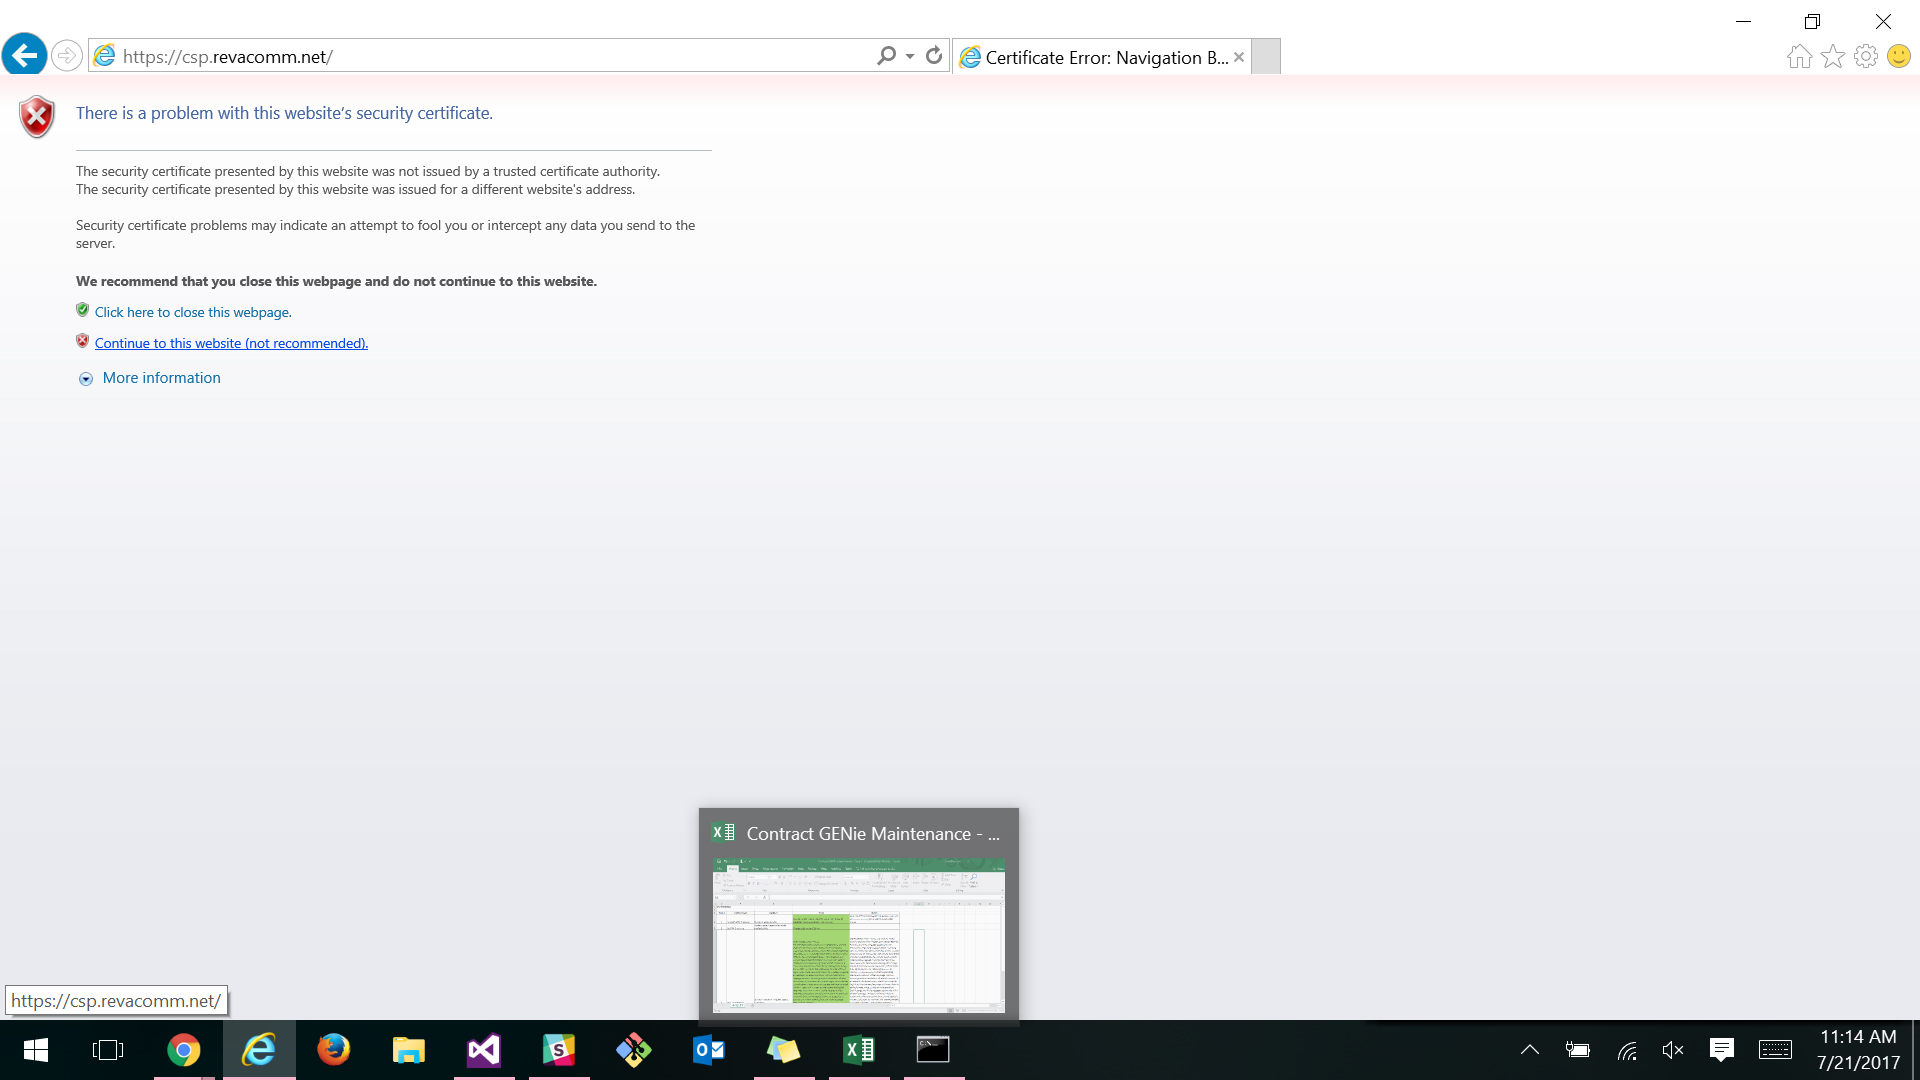 https://csp.revacomm.net/
Certificate Error: Navigation B...
There is a problem with this website's security certificate.
The security certificate presented by this website was not issued by a trusted certificate authority.
The security certificate presented by this website was issued for a different website's address.
Security certificate problems may indicate an attempt to fool you or intercept any data you send to the
server.
We recommend that you close this webpage and do not continue to this website.
Click here to close this webpage.
Continue to this website (not recommended).
More information
Contract GENie Maintenance - ...
https://csp.revacomm.net/
11:14 AM
7/21/2017